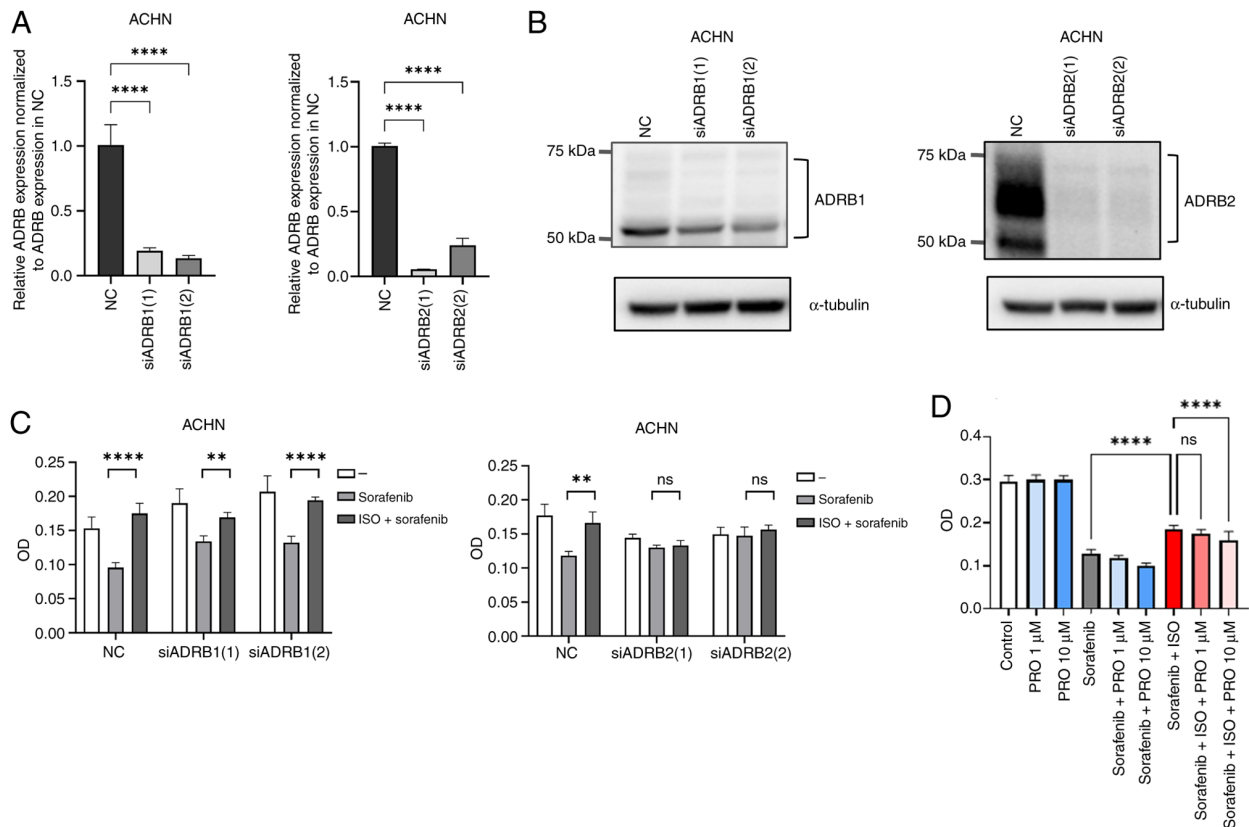 A
ACHN
Relative ADRB expression normalized
to ADRB expression in NC
1.5
1.0
0.5
0.0
****
****
NC
siADRB1(1)
siADRB1(2)
ACHN
Relative ADRB expression normalized
to ADRB expression in NC
1.5
1.0
0.5
0.0
****
****
NC
siADRB2(1)
siADRB2(2)
B
ACHN
NC
siADRB1(1)
siADRB1(2)
75 kDa
50 kDa
ADRB1
α-tubulin
ACHN
NC
siADRB2(1)
siADRB2(2)
75 kDa
50 kDa
ADRB2
α-tubulin
C
ACHN
OD
0.25
0.20
0.15
0.10
0.05
0.00
****
**
****
NC
siADRB1(1)
siADRB1(2)
–
Sorafenib
ISO + sorafenib
ACHN
OD
0.25
0.20
0.15
0.10
0.05
0.00
**
ns
ns
NC
siADRB2(1)
siADRB2(2)
–
Sorafenib
ISO + sorafenib
D
OD
0.4
0.3
0.2
0.1
0.0
****
****
ns
Control
PRO 1 µM
PRO 10 µM
Sorafenib
Sorafenib + PRO 1 µM
Sorafenib + PRO 10 µM
Sorafenib + ISO
Sorafenib + ISO + PRO 1 µM
Sorafenib + ISO + PRO 10 µM